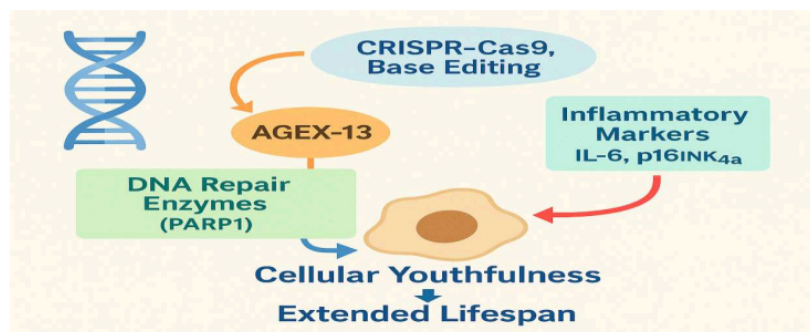 CRISPR-Cas9,
Base Editing
AGEX-13
Inflammatory
Markers
IL-6, p16INK4a
DNA Repair
Enzymes
(PARP1)
Cellular Youthfulness
Extended Lifespan